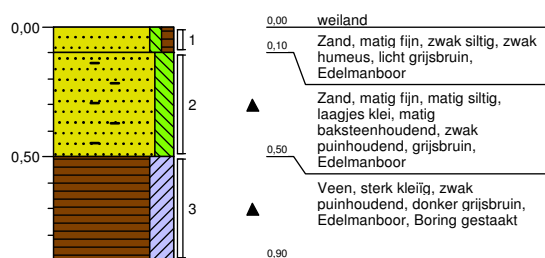 0,00
0,50
1
2
3
0,00
weiland
0,10
Zand, matig fijn, zwak siltig, zwak
humeus, licht grijsbruin,
Edelmanboor
Zand, matig fijn, matig siltig,
laagjes klei, matig
baksteenhoudend, zwak
puinhoudend, grijsbruin,
Edelmanboor
0,50
Veen, sterk kleiïg, zwak
puinhoudend, donker grijsbruin,
Edelmanboor, Boring gestaakt
0,90